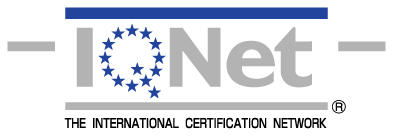 IQNet
®
THE INTERNATIONAL CERTIFICATION NETWORK